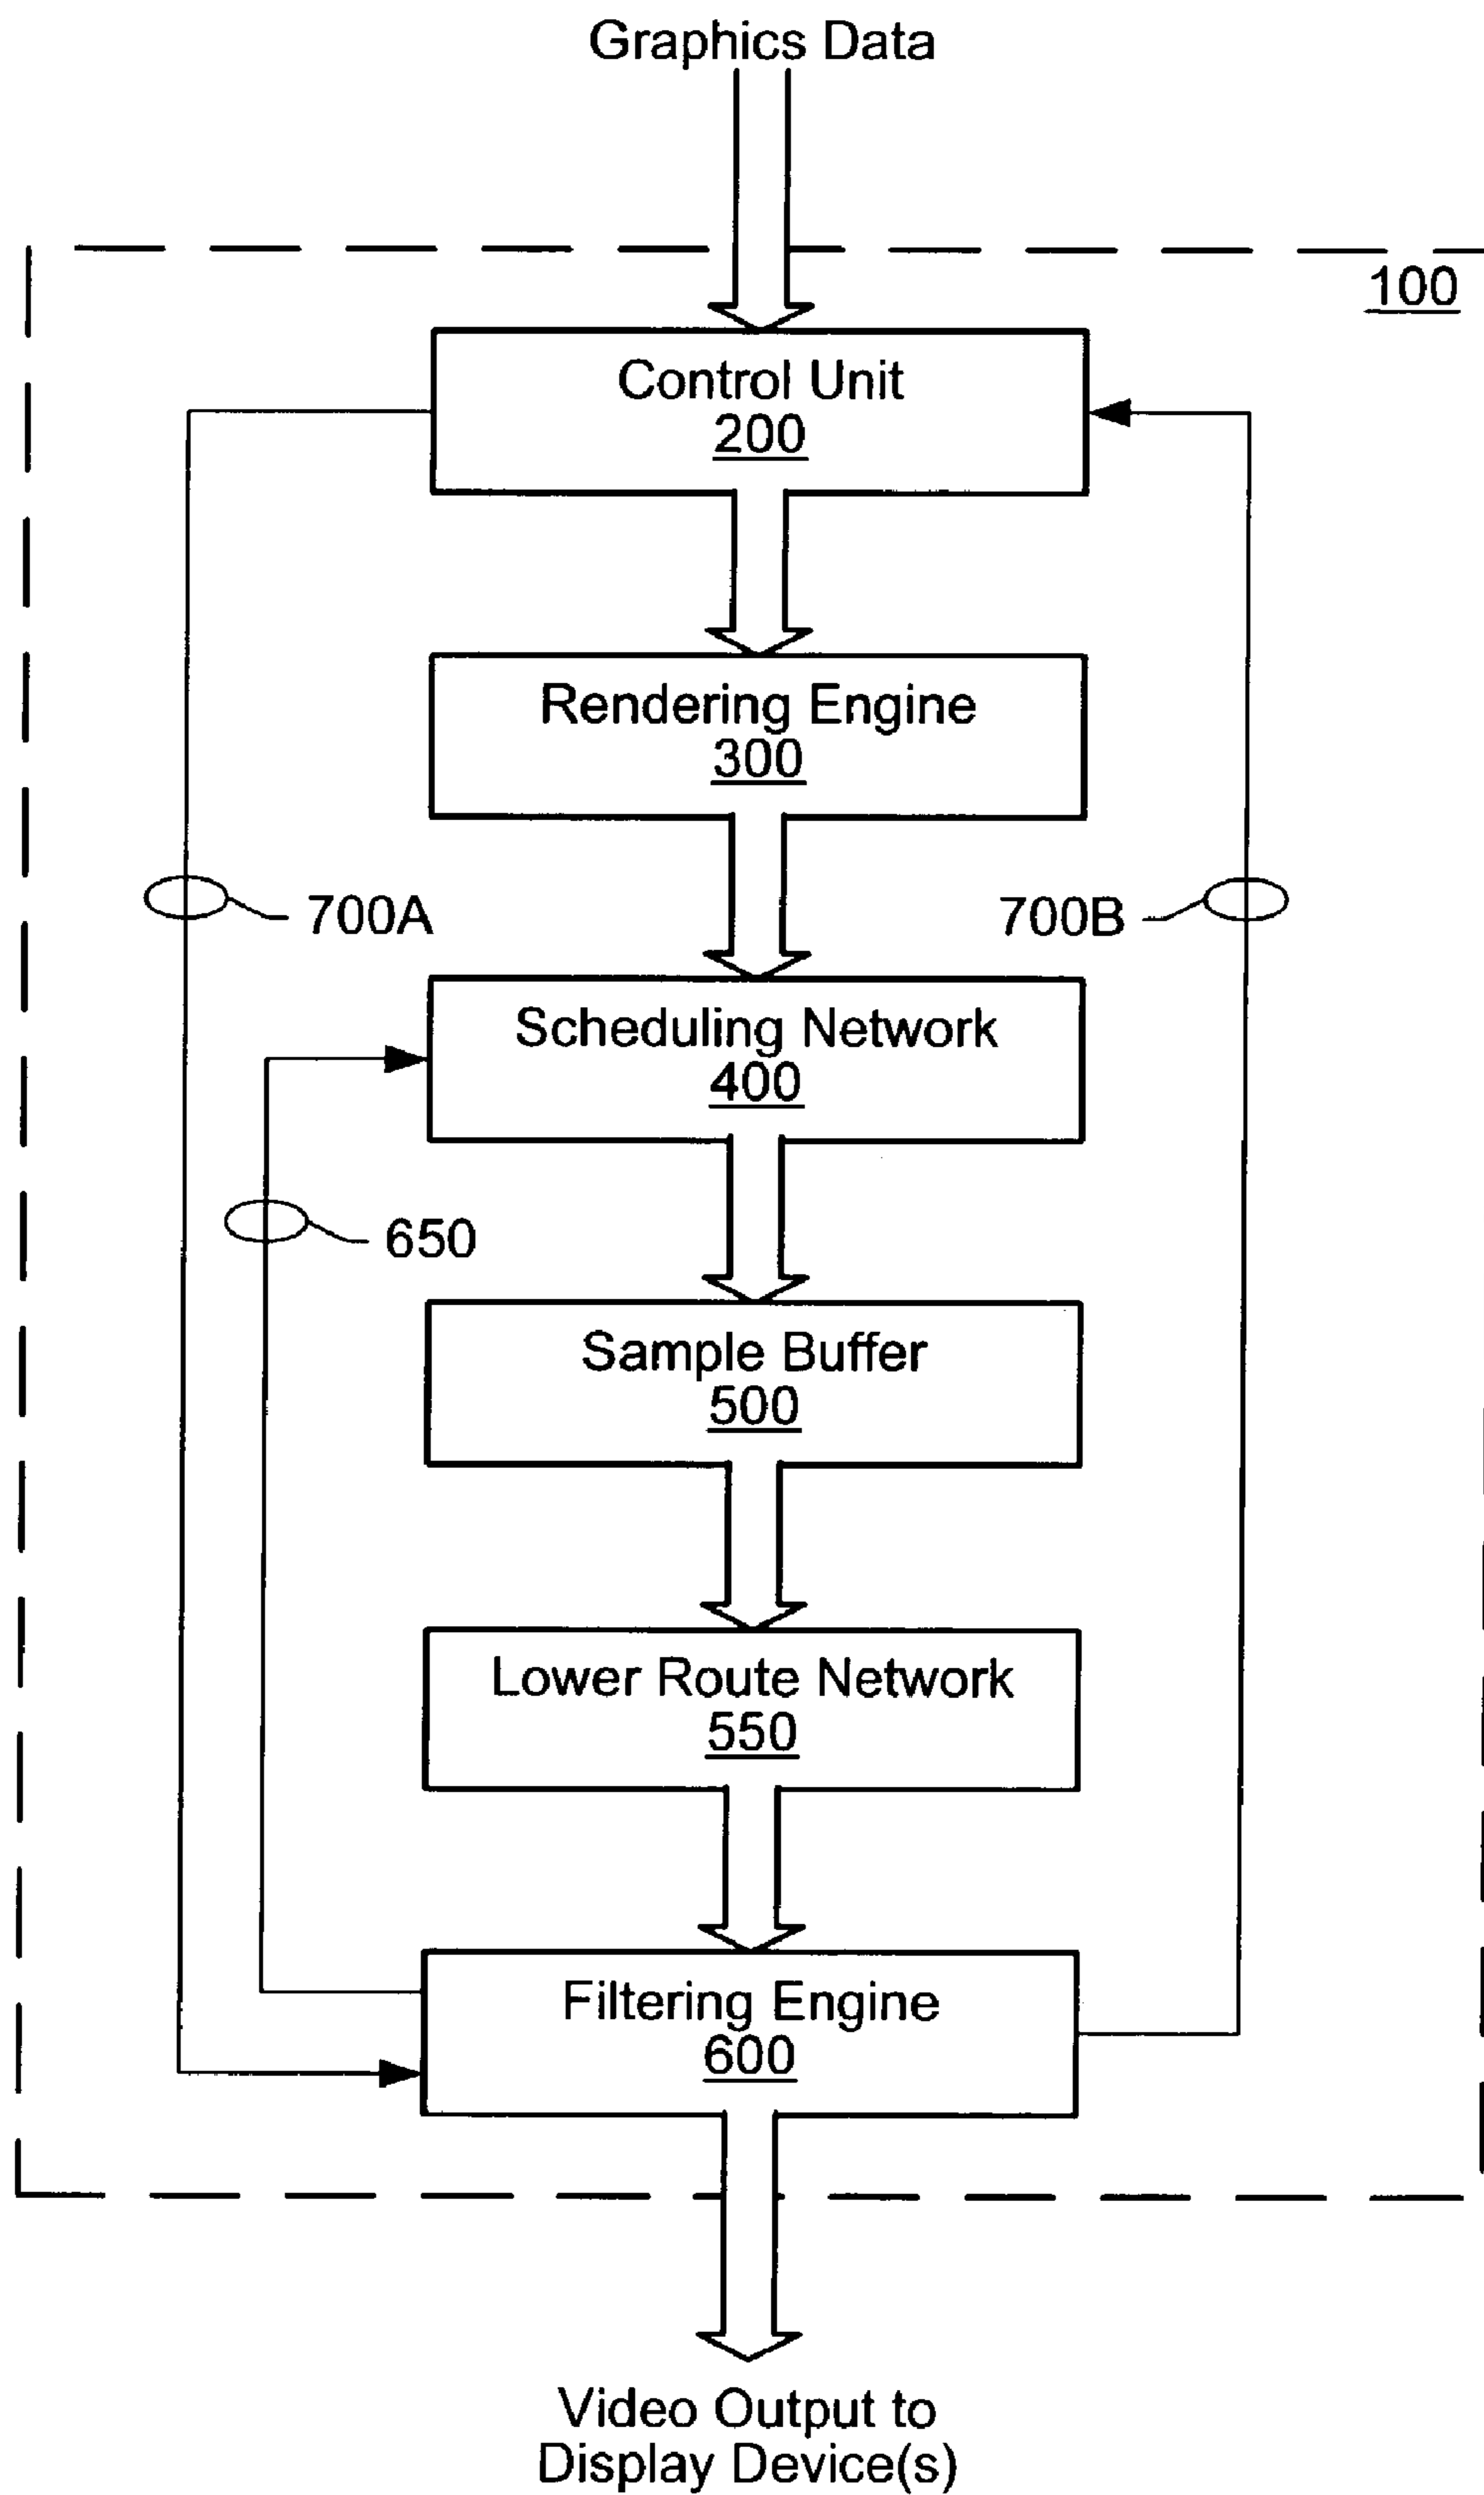 Graphics Data
100
Control Unit
200
Rendering Engine
300
700A
700B
Scheduling Network
400
650
Sample Buffer
500
Lower Route Network
550
Filtering Engine
600
Video Output to
Display Device(s)